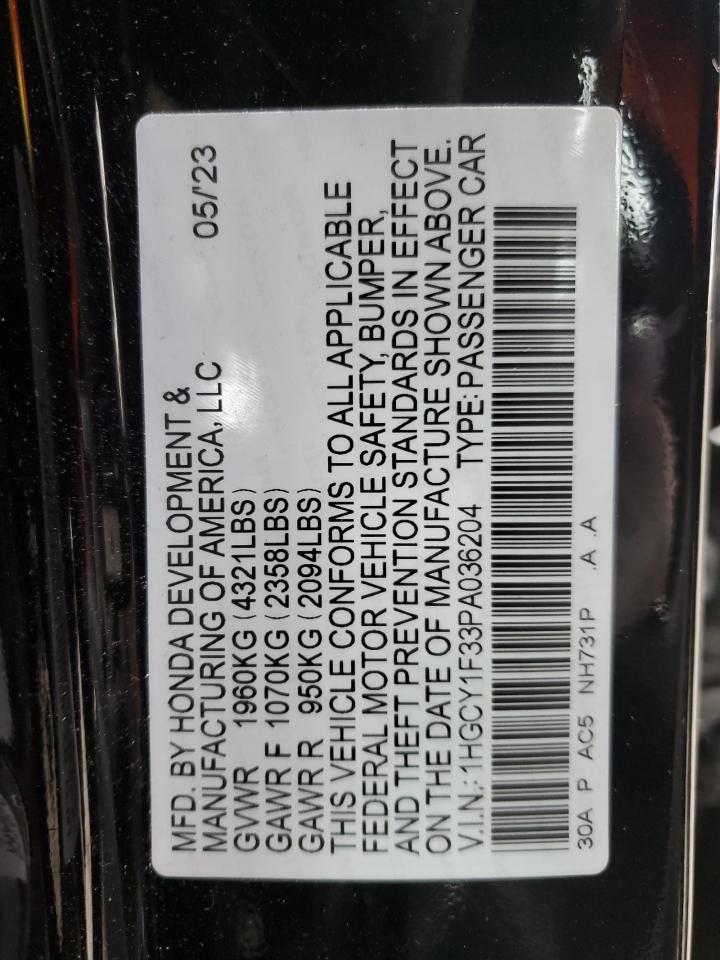 MFD. BY HONDA DEVELOPMENT &
MANUFACTURING OF AMERICA, LLC 05/'23
GVWR 1960KG (4321LBS)
GAWR F 1070KG (2358LBS)
GAWR R 950KG (2094LBS)
THIS VEHICLE CONFORMS TO ALL APPLICABLE
FEDERAL MOTOR VEHICLE SAFETY, BUMPER,
AND THEFT PREVENTION STANDARDS IN EFFECT
ON THE DATE OF MANUFACTURE SHOWN ABOVE.
V.I.N.: 1HGCY1F33PA036204 TYPE: PASSENGER CAR
30A P AC5 NH731P .A .A